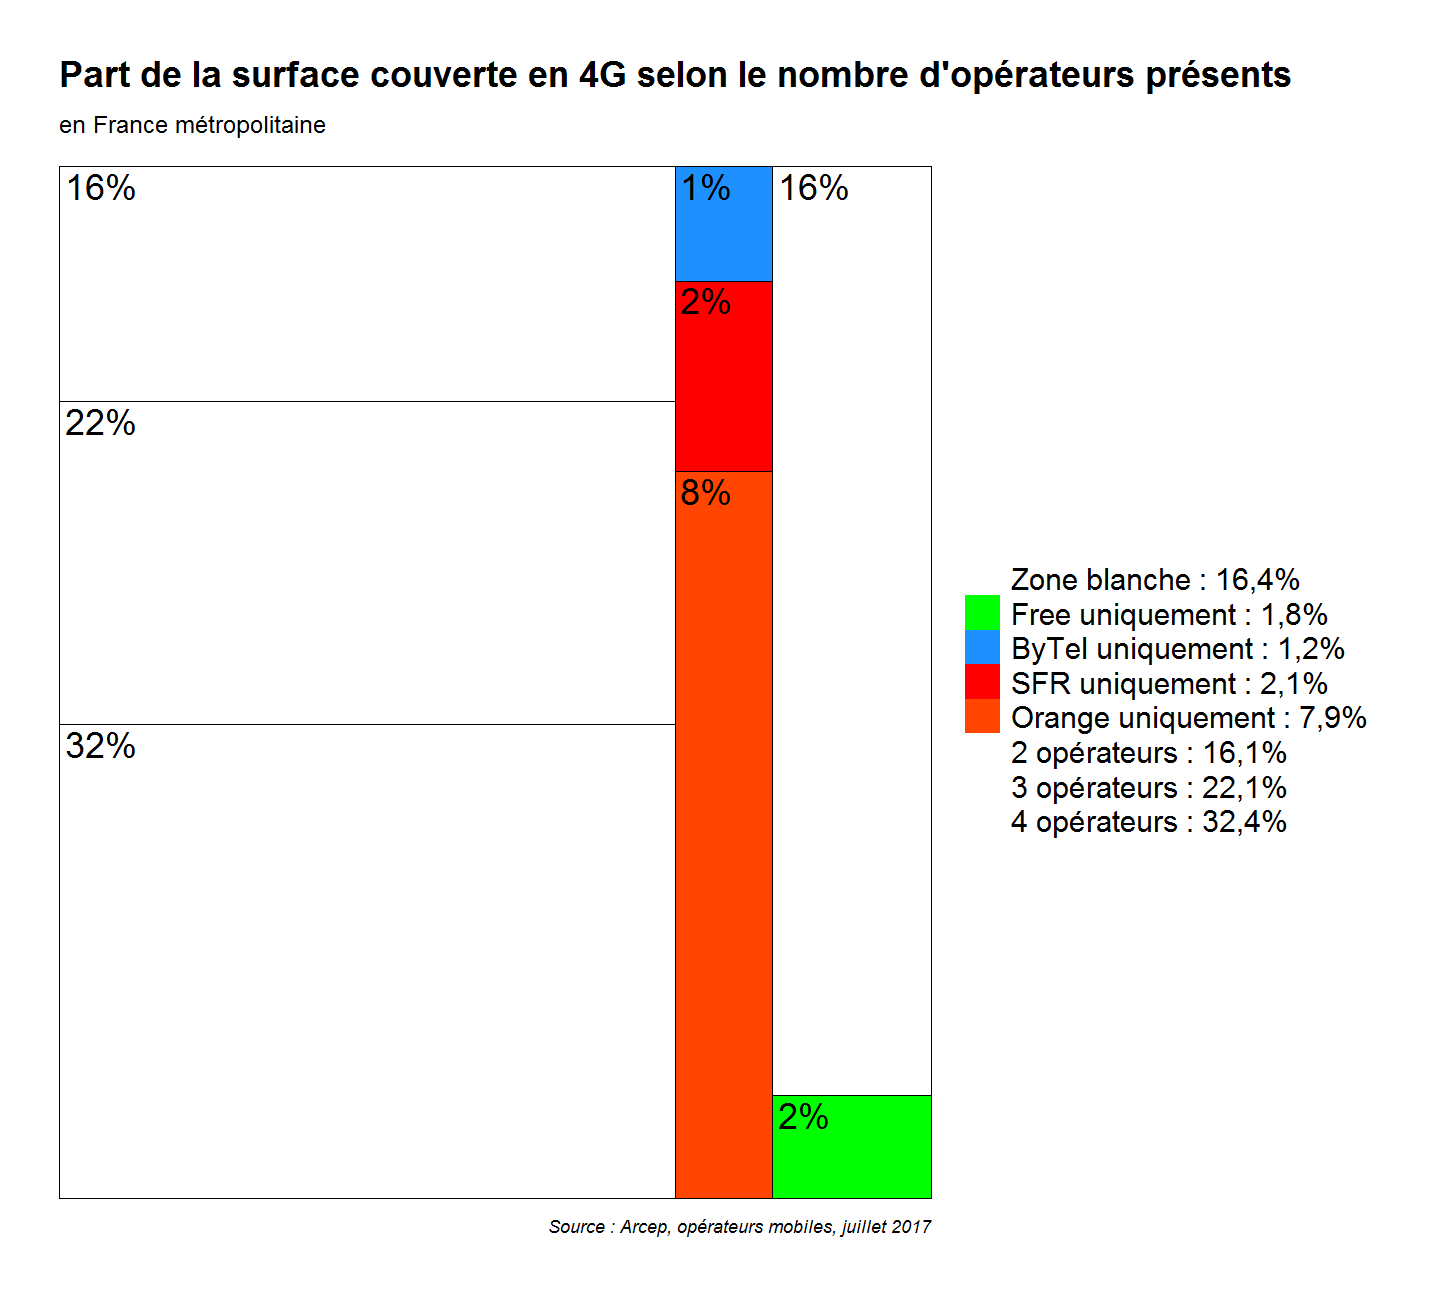 Part de la surface couverte en 4G selon le nombre d'opérateurs présents
en France métropolitaine
16%
1%
16%
2%
22%
8%
32%
2%
Zone blanche : 16,4%
Free uniquement : 1,8%
ByTel uniquement : 1,2%
SFR uniquement : 2,1%
Orange uniquement : 7,9%
2 opérateurs : 16,1%
3 opérateurs : 22,1%
4 opérateurs : 32,4%
Source : Arcep, opérateurs mobiles, juillet 2017